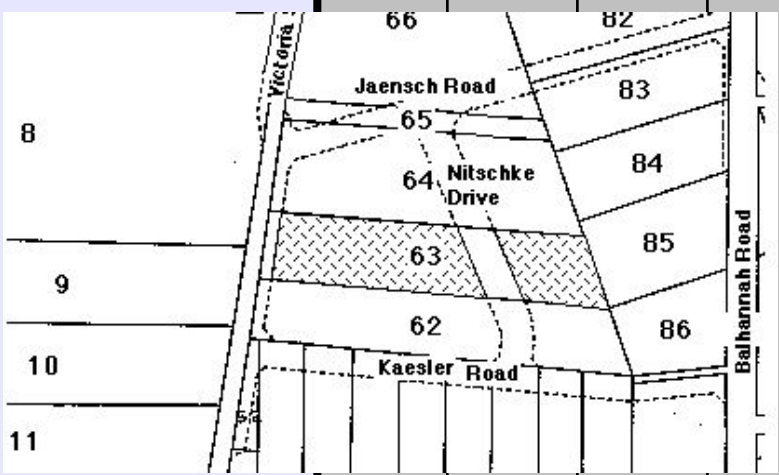 66
82
Victoria
Jaensch Road
83
65
8
84
64
Nitschke
Drive
85
63
9
Balhannah Road
62
86
10
Kaesler Road
11